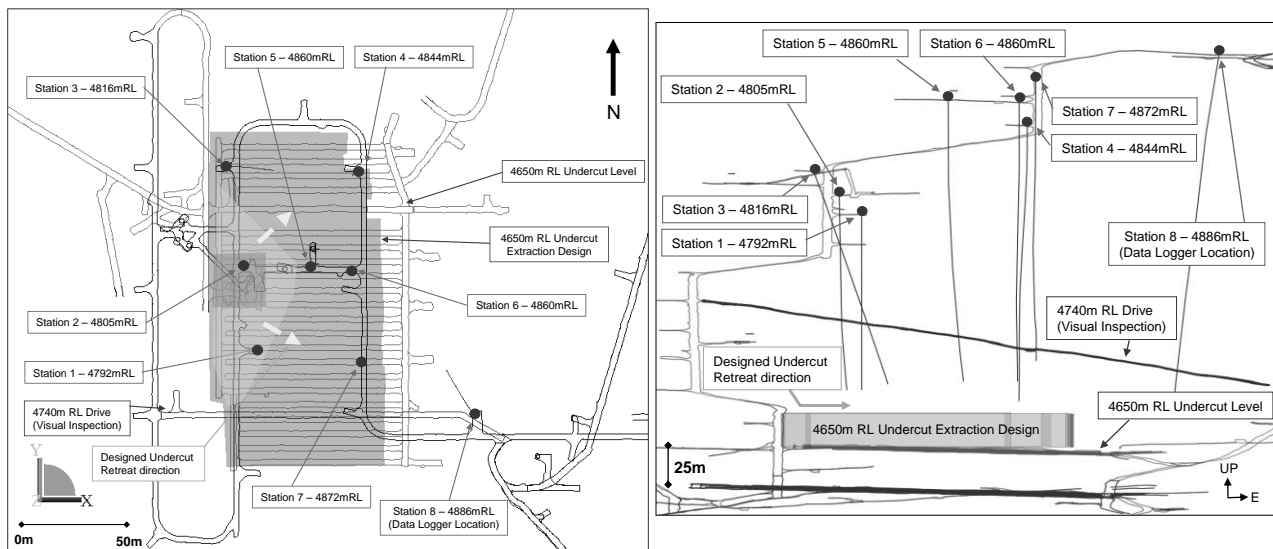 Station 5 – 4860mRL
Station 4 – 4844mRL
Station 3 – 4816mRL
N
4650m RL Undercut Level
4650m RL Undercut
Extraction Design
Station 6 – 4860mRL
Station 2 – 4805mRL
Station 1 – 4792mRL
4740m RL Drive
(Visual Inspection)
Designed Undercut
Retreat direction
Station 7 – 4872mRL
Station 8 – 4886mRL
(Data Logger Location)
Y
Z
X
0m
50m
Station 5 – 4860mRL
Station 6 – 4860mRL
Station 2 – 4805mRL
Station 7 – 4872mRL
Station 4 – 4844mRL
Station 3 – 4816mRL
Station 1 – 4792mRL
Station 8 – 4886mRL
(Data Logger Location)
4740m RL Drive
(Visual Inspection)
Designed Undercut
Retreat direction
4650m RL Undercut Level
4650m RL Undercut Extraction Design
25m
UP
E